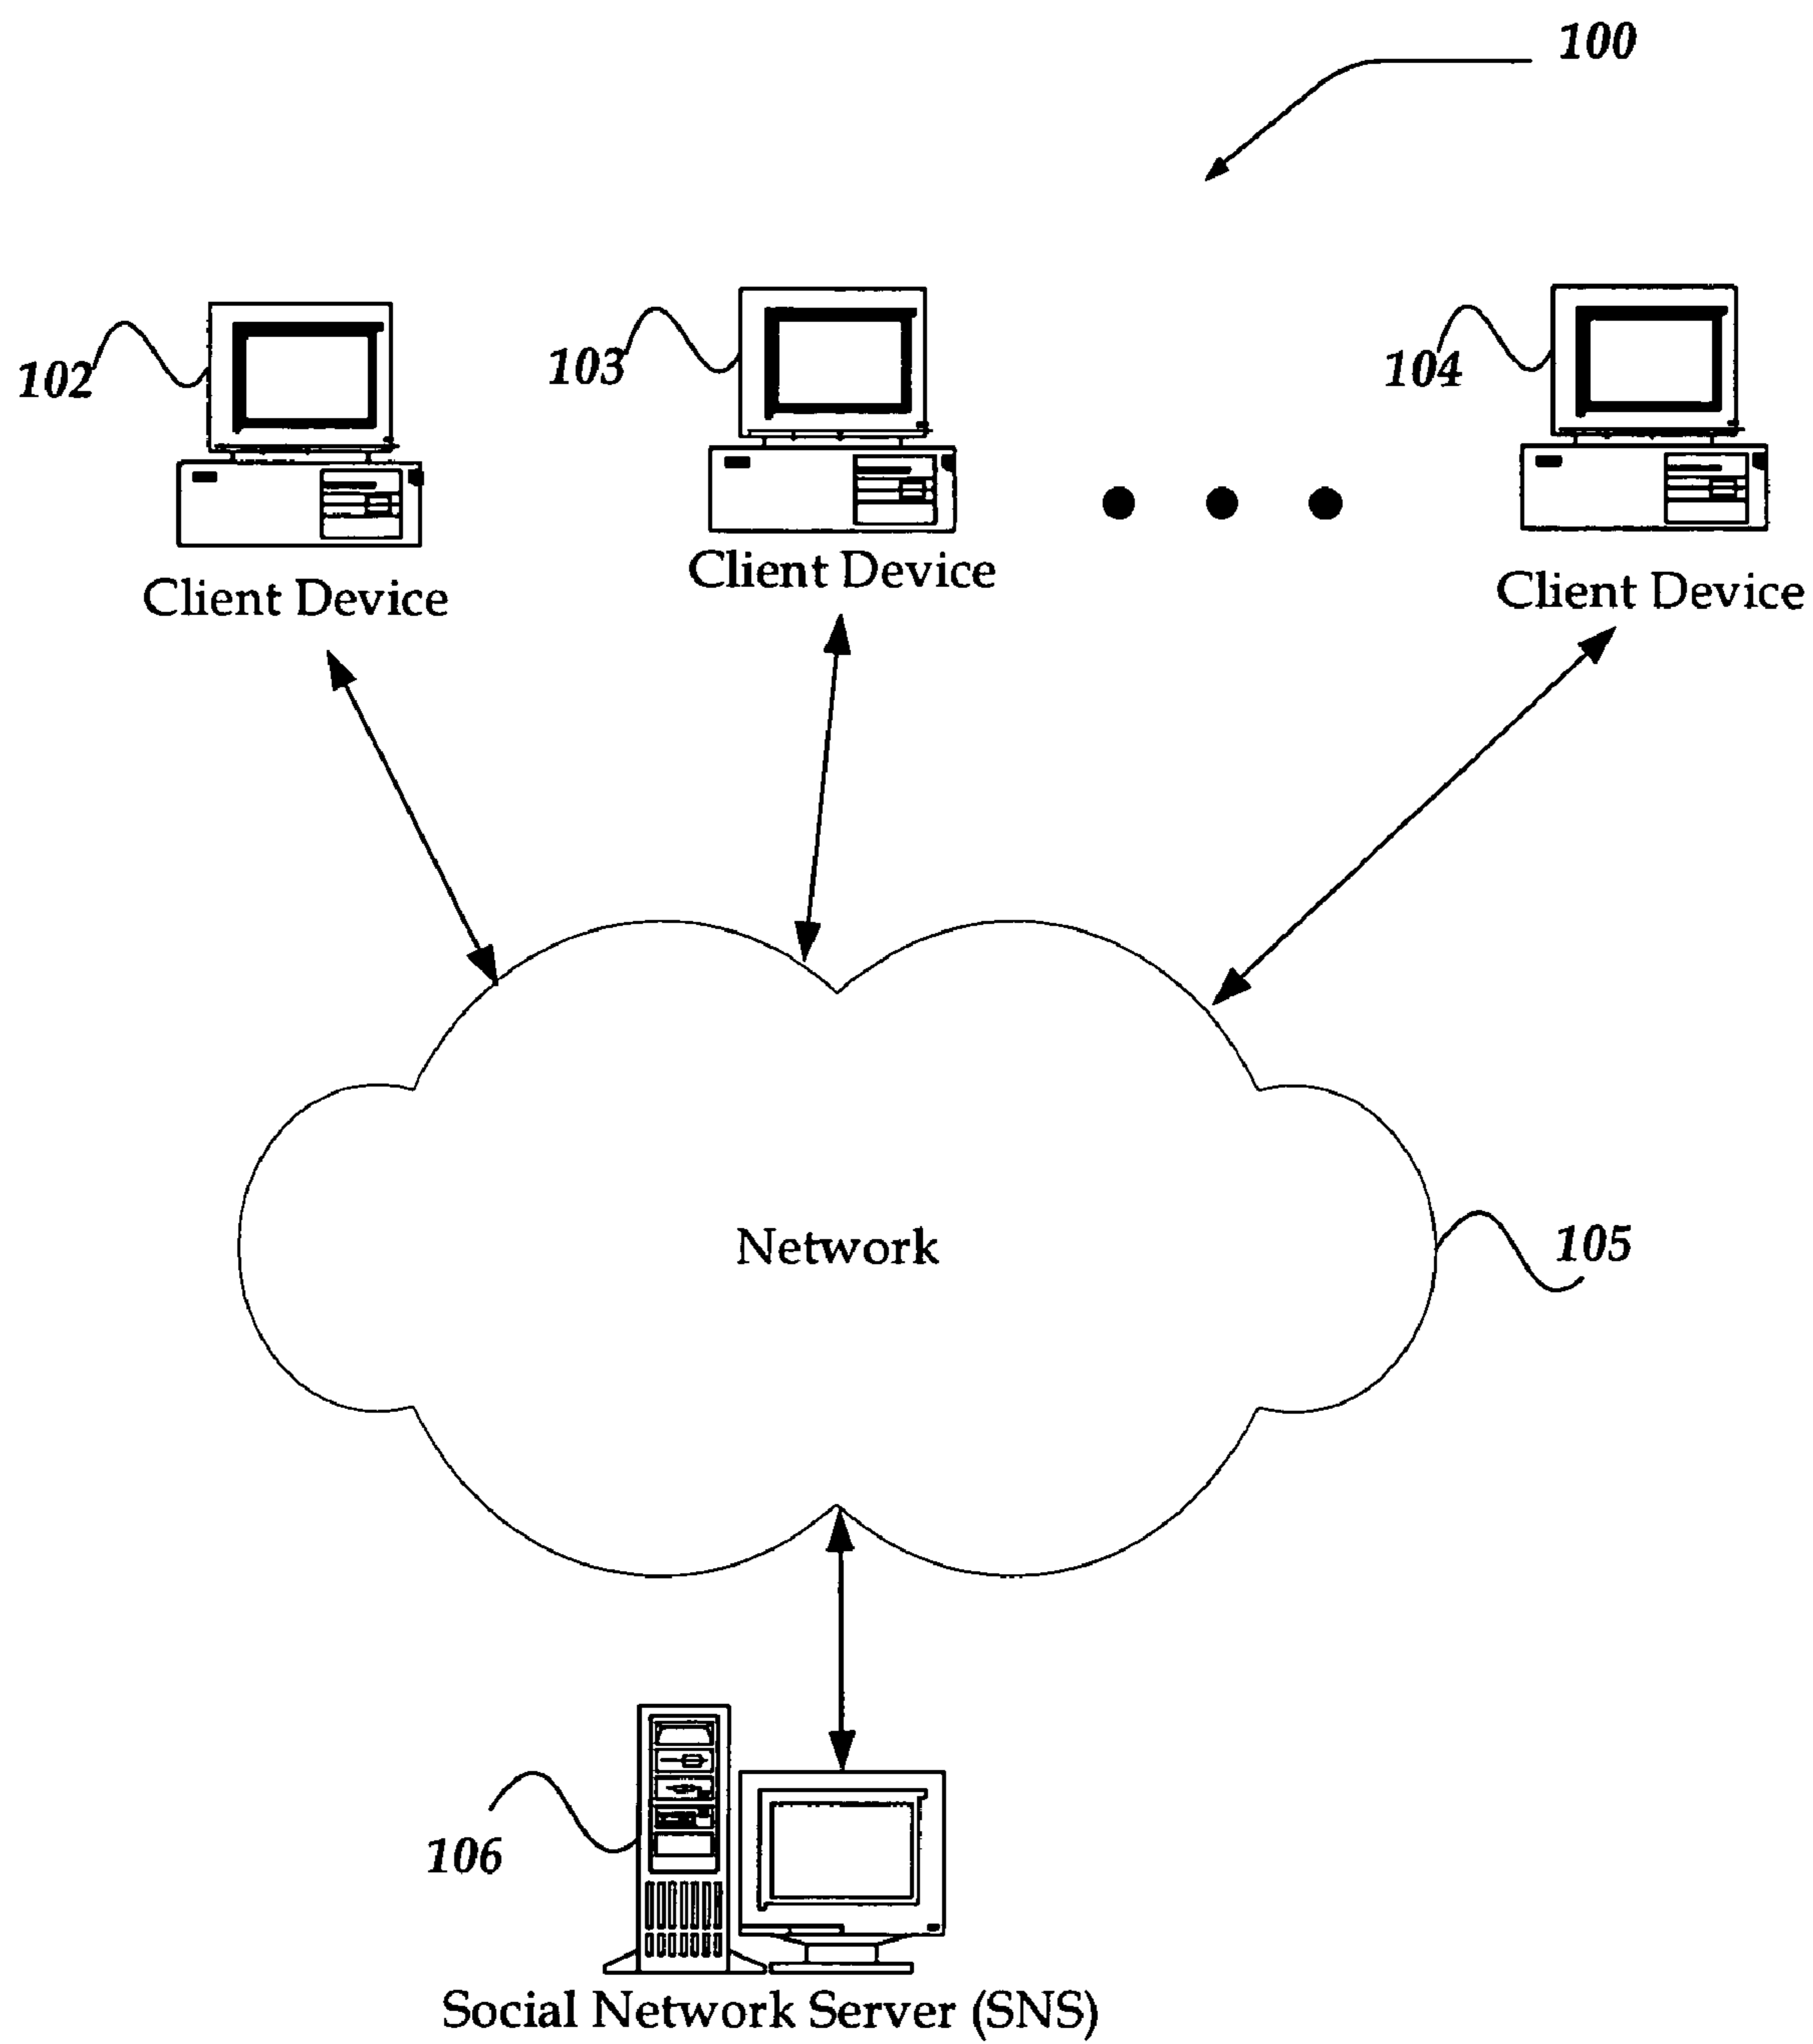 100
102
103
104
Client Device
Client Device
Client Device
Network
105
106
Social Network Server (SNS)